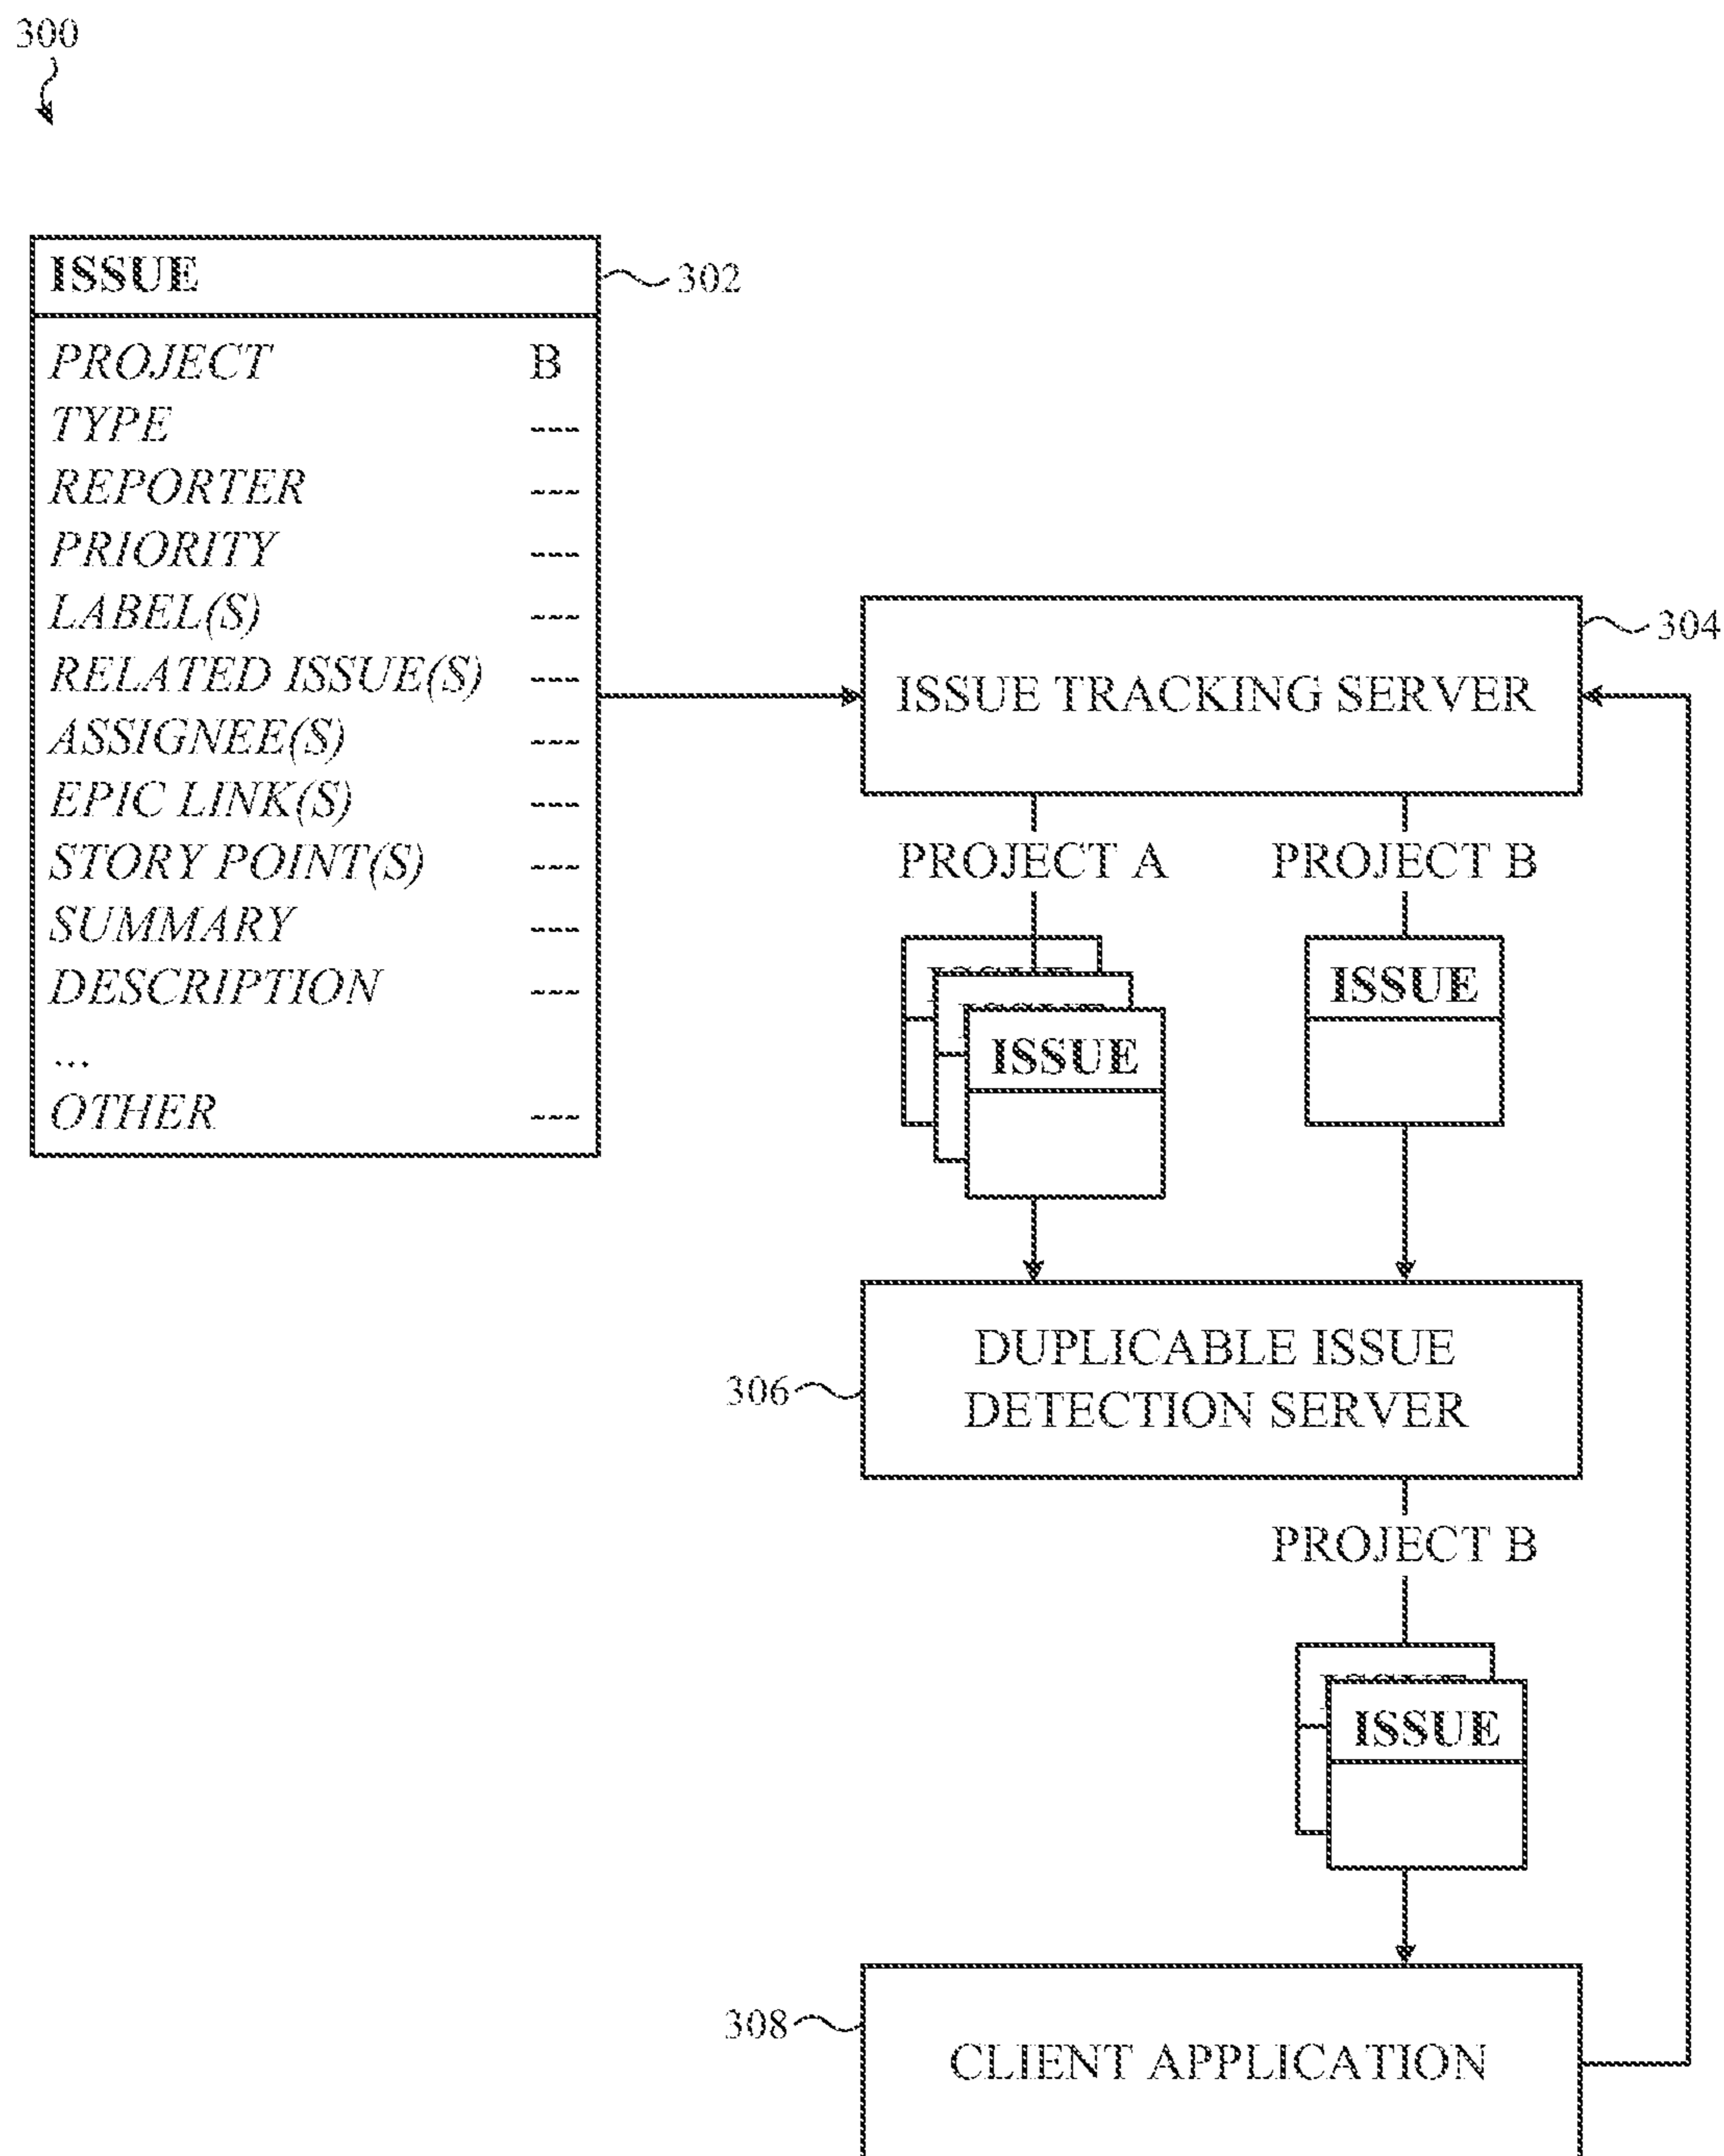 300
ISSUE
302
PROJECT B
TYPE ---
REPORTER ---
PRIORITY ---
LABEL(S) ---
RELATED ISSUE(S) ---
ASSIGNEE(S) ---
EPIC LINK(S) ---
STORY POINT(S) ---
SUMMARY ---
DESCRIPTION ---
...
OTHER ---
304
ISSUE TRACKING SERVER
PROJECT A PROJECT B
ISSUE
ISSUE
306
DUPLICABLE ISSUE
DETECTION SERVER
PROJECT B
ISSUE
308
CLIENT APPLICATION